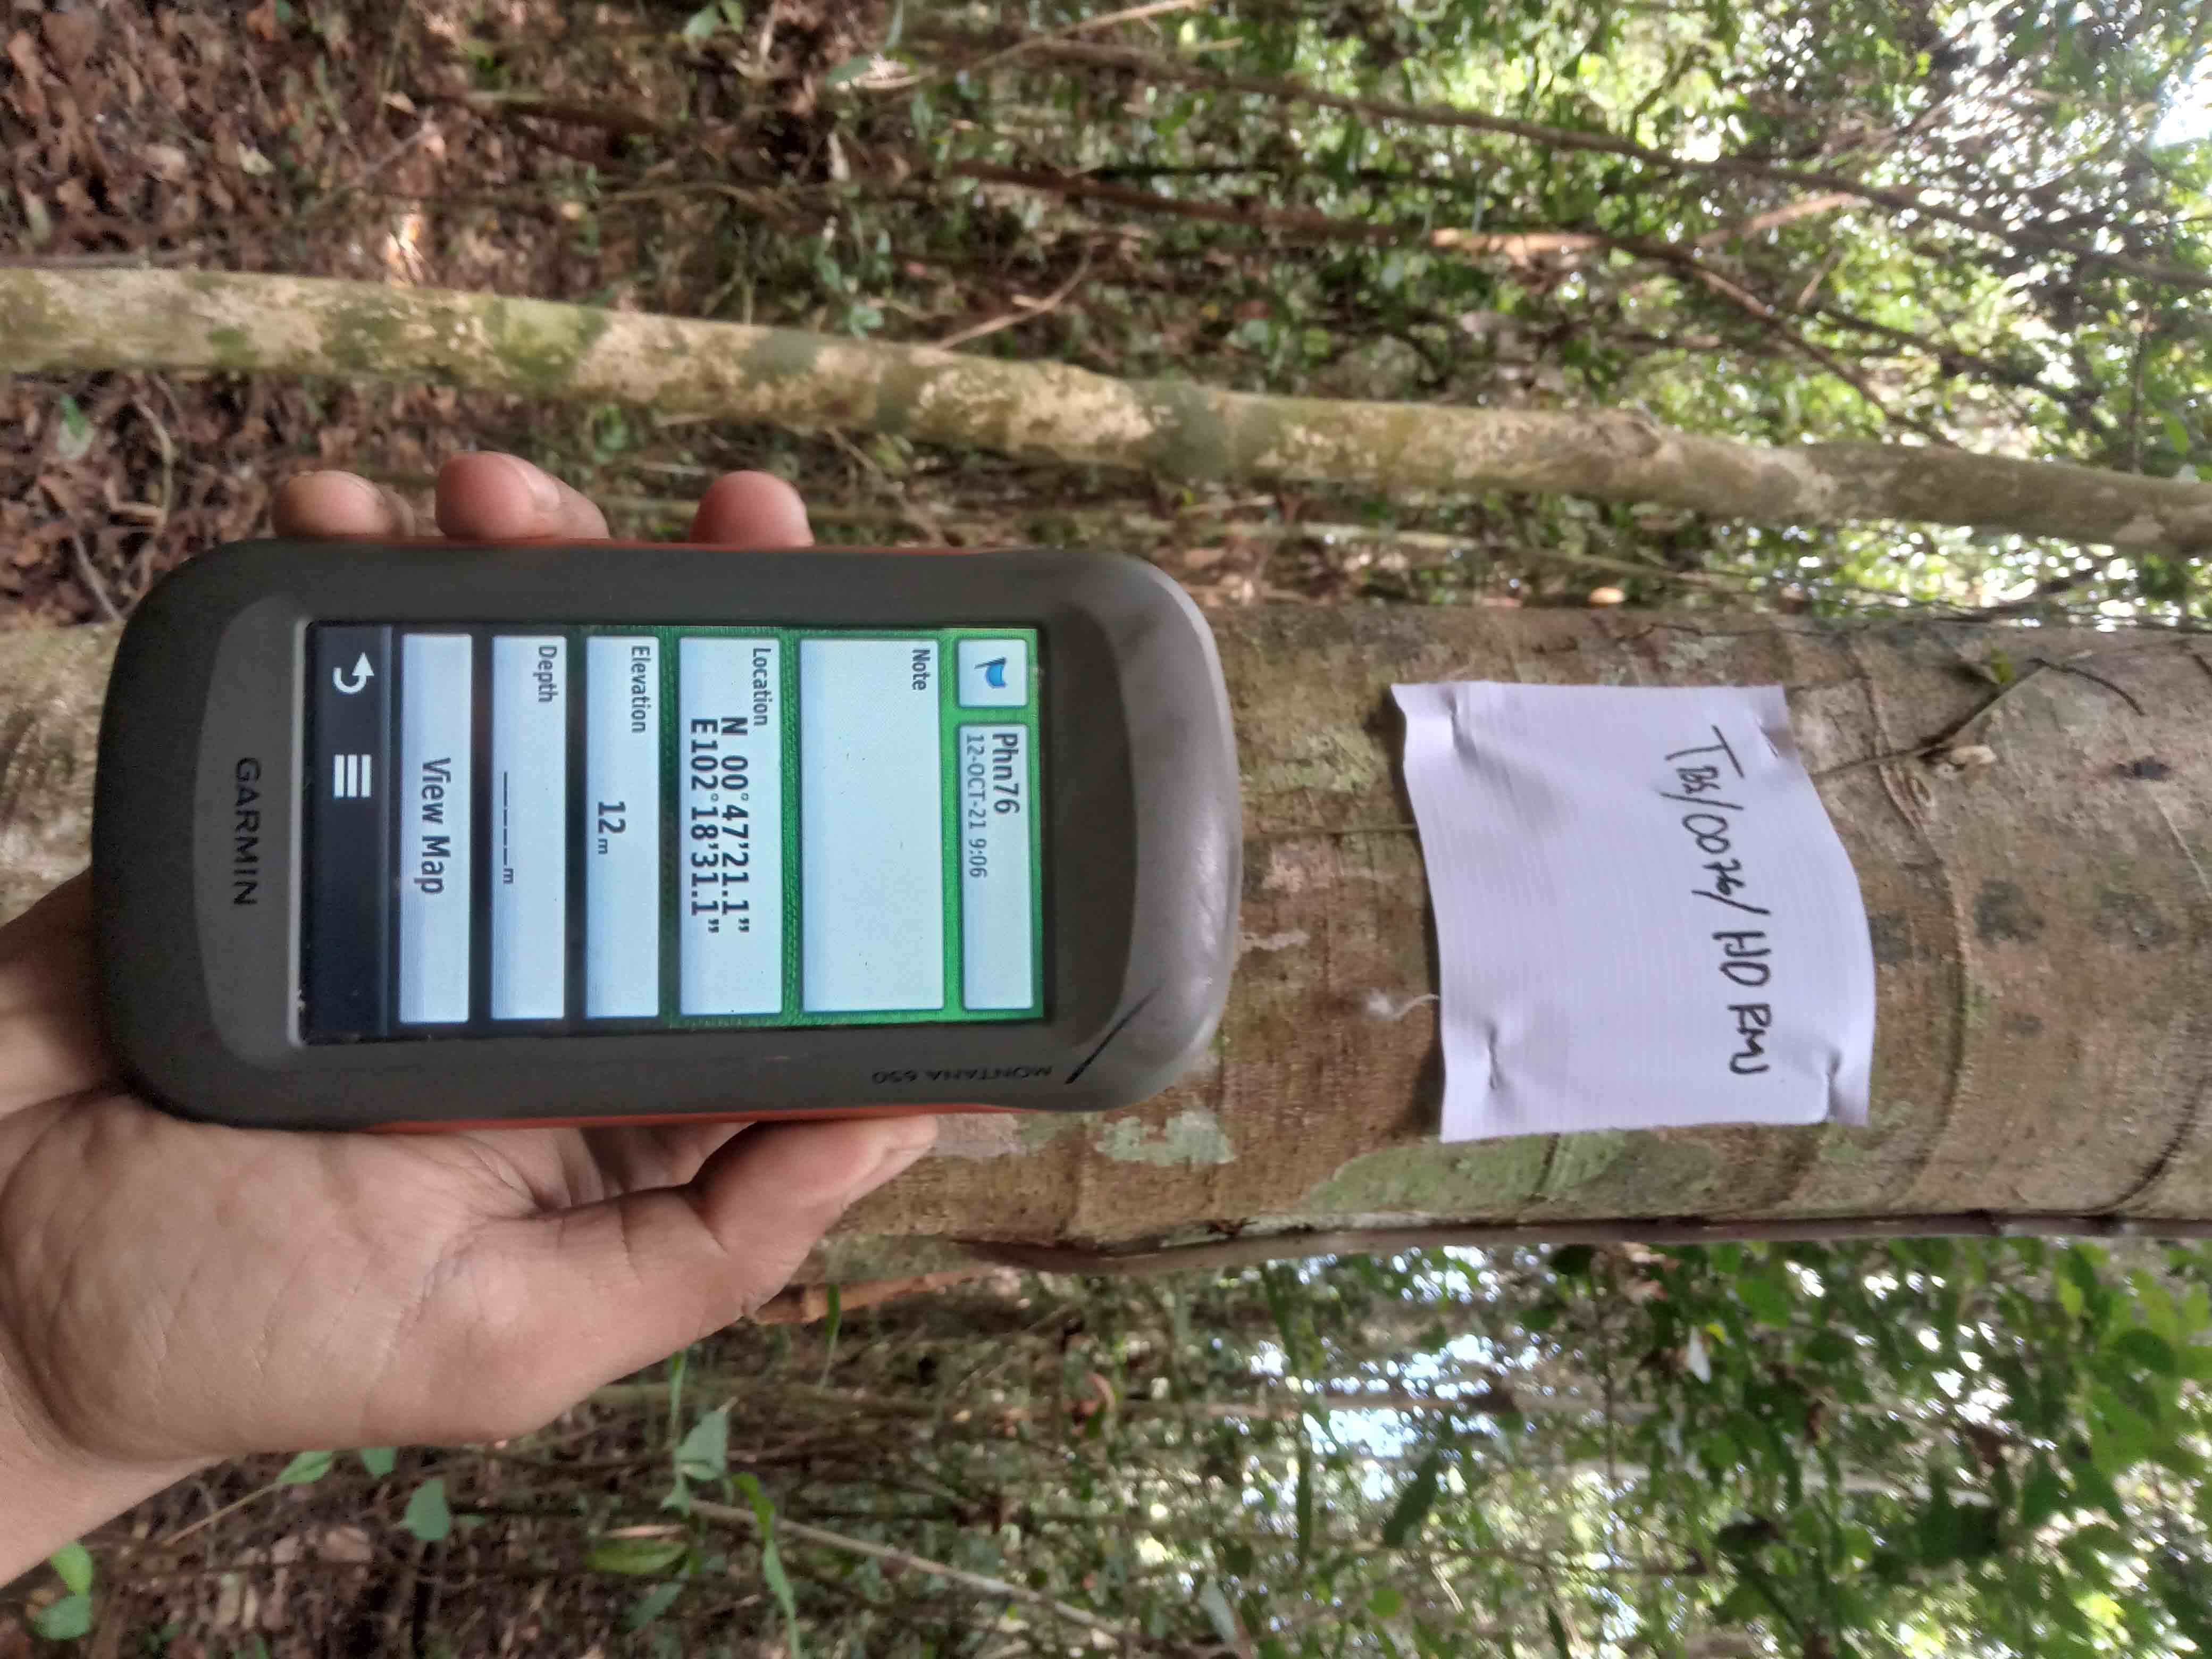 TBS/0076/ HD RMJ
MONTANA 650
Phn76
12-OCT-21 9:06
Note
Location
N 00°47'21.1"
E102°18'31.1"
Elevation
12 m
Depth
_____m
View Map
GARMIN